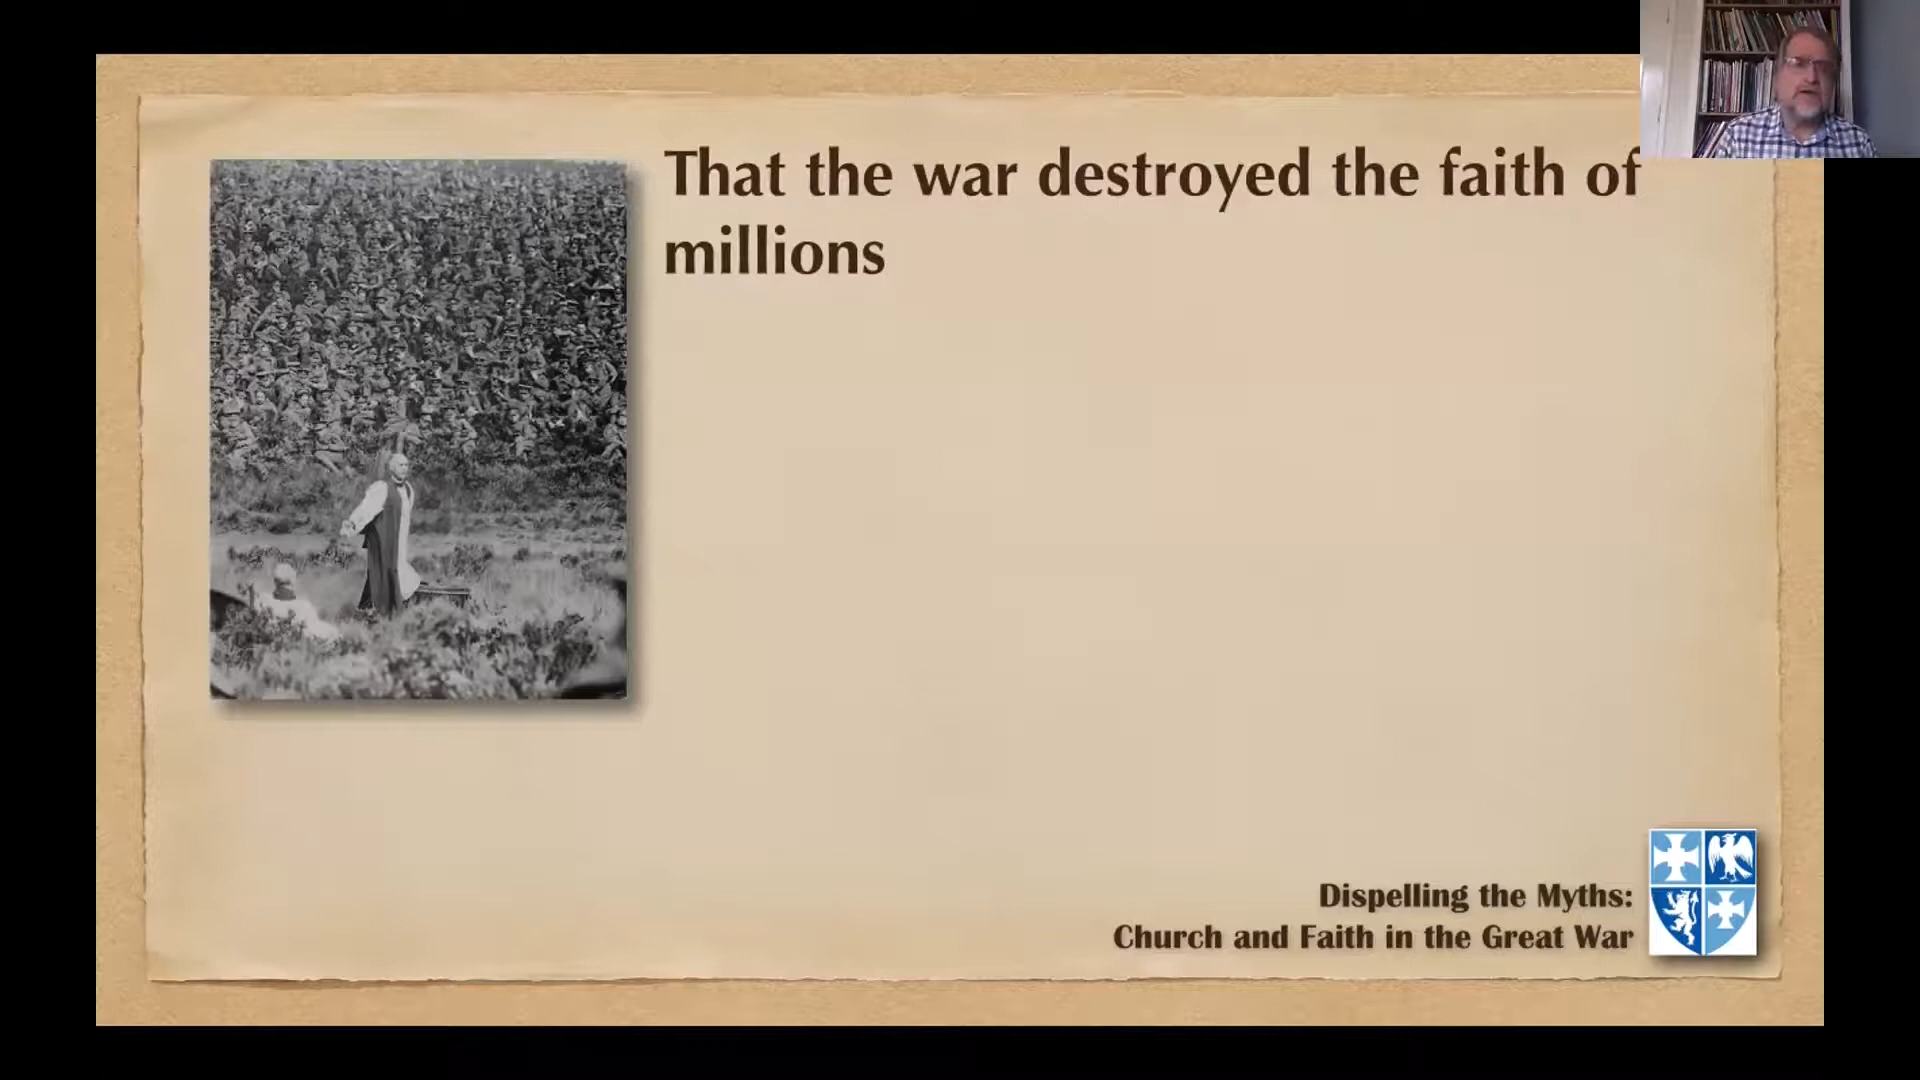 That the war destroyed the faith of
millions
Dispelling the Myths:
Church and Faith in the Great War